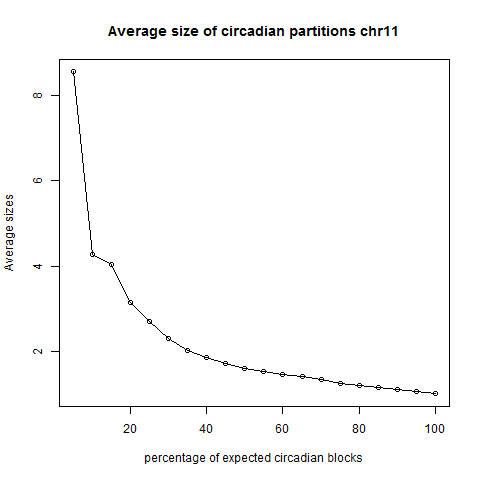 Average size of circadian partitions chr11
Average sizes
8
6
4
2
20 40 60 80 100
percentage of expected circadian blocks